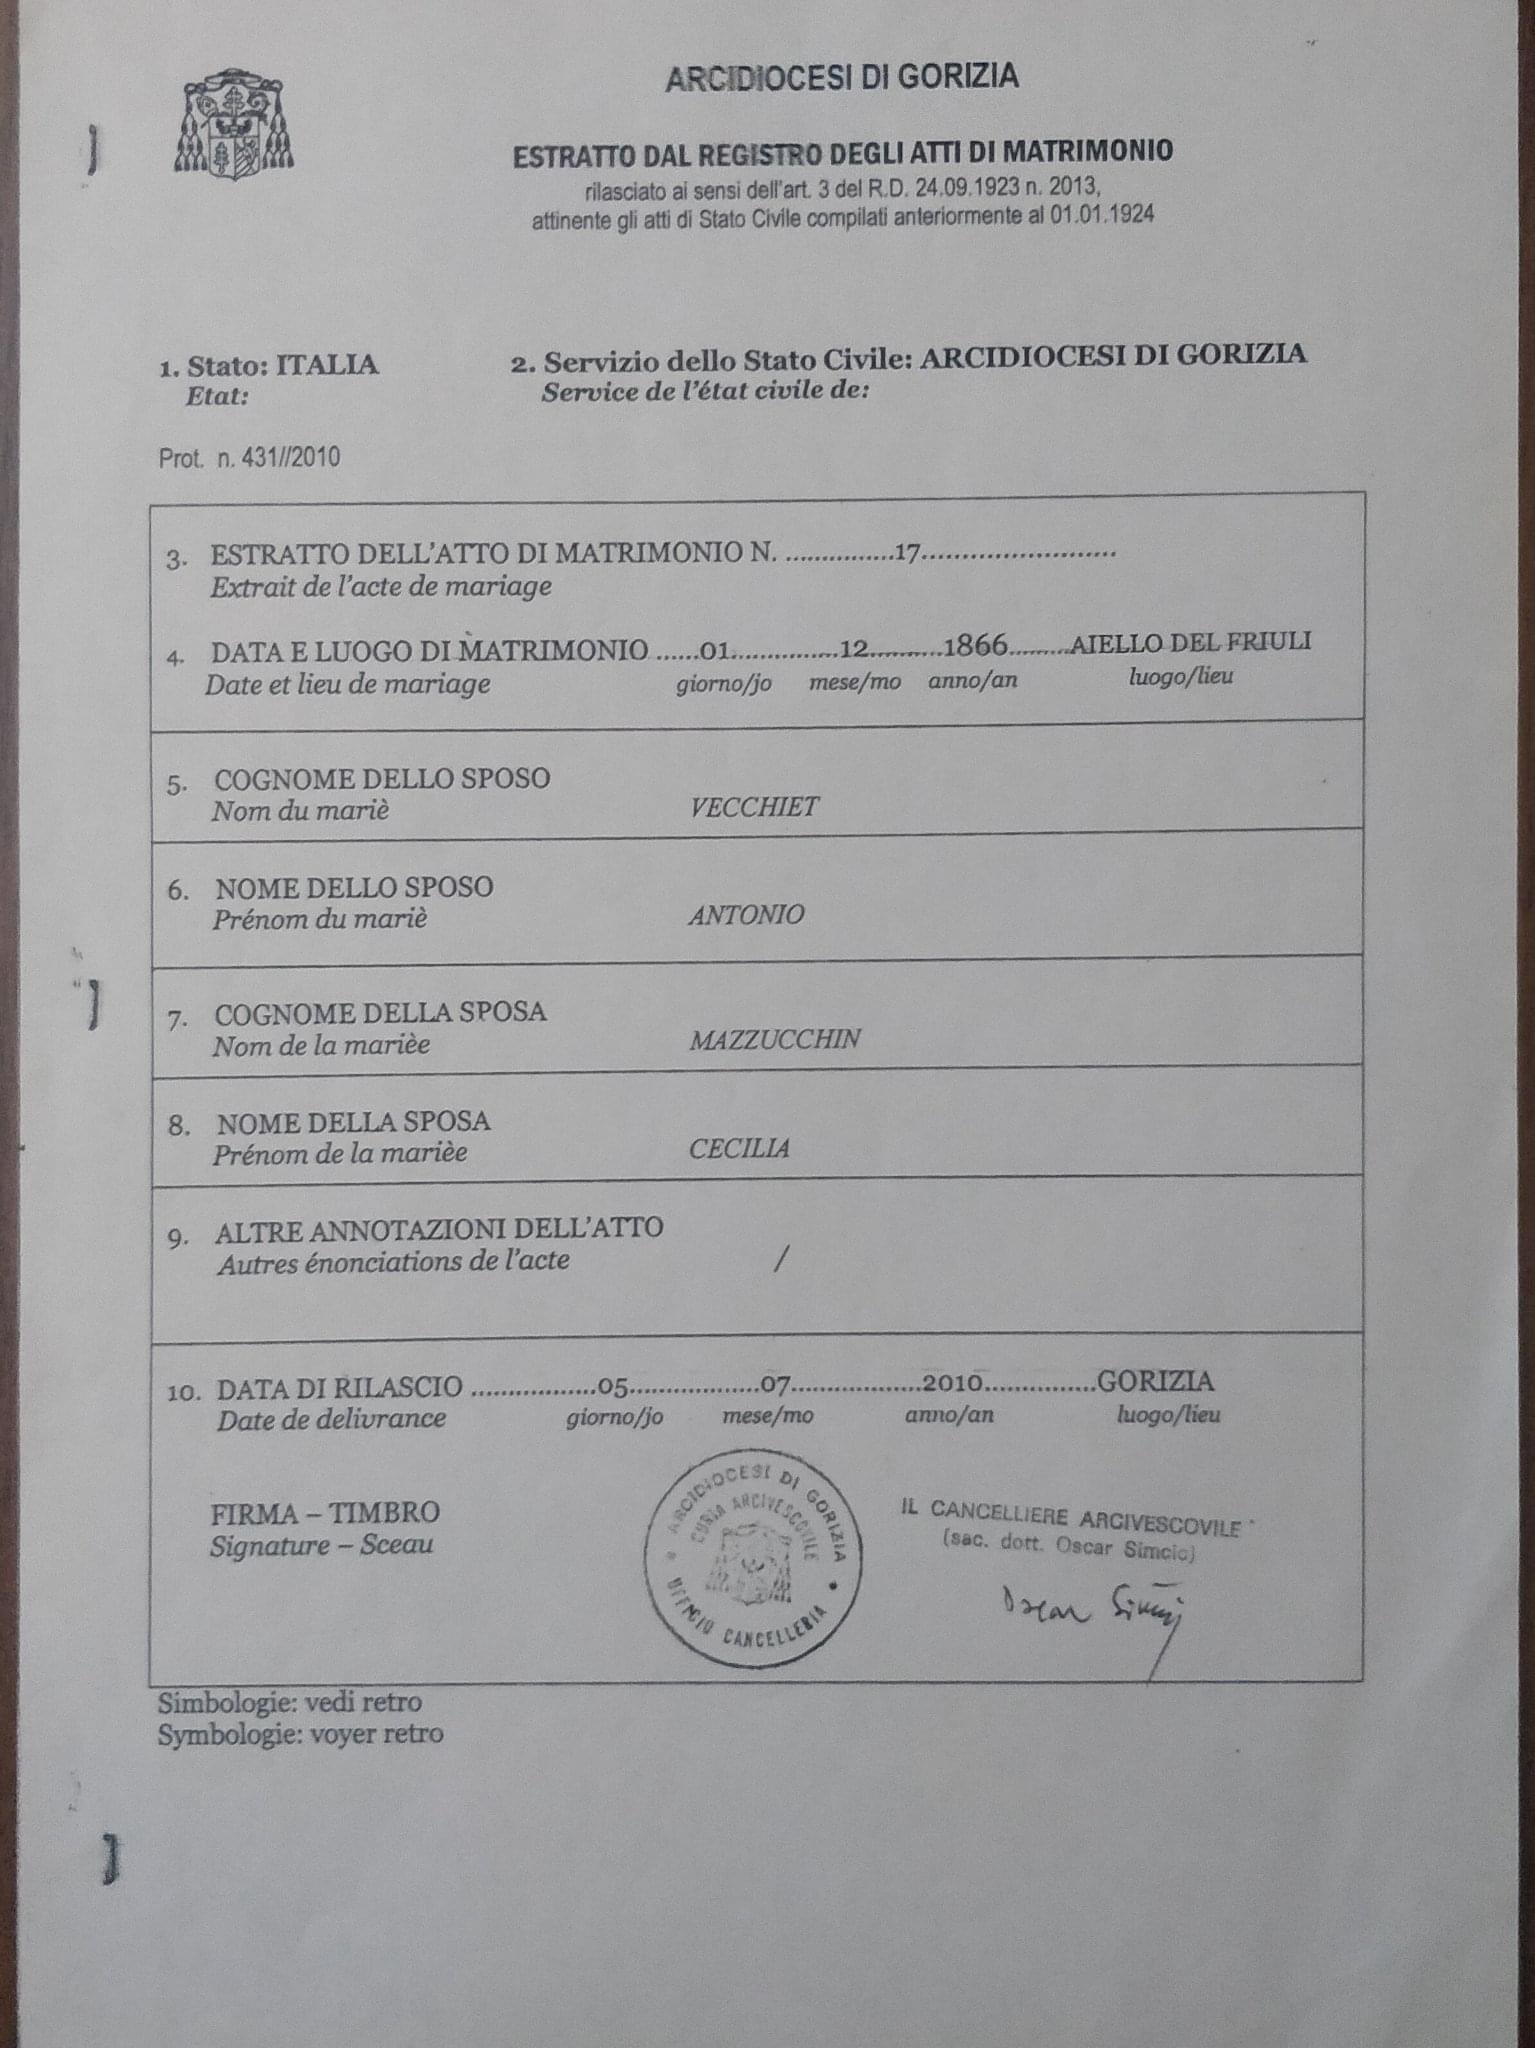 ARCIDIOCESI DI GORIZIA
ESTRATTO DAL REGISTRO DEGLI ATTI DI MATRIMONIO
rilasciato ai sensi dell'art. 3 del R.D. 24.09.1923 n. 2013,
attinente gli atti di Stato Civile compilati anteriormente al 01.01.1924
1. Stato: ITALIA 2. Servizio dello Stato Civile: ARCIDIOCESI DI GORIZIA
Etat: Service de l'état civile de:
Prot. n. 431//2010
3. ESTRATTO DELL'ATTO DI MATRIMONIO N. ...............17..........................
Extrait de l'acte de mariage
4. DATA E LUOGO DI MATRIMONIO ......01...............12..........1866.........AIELLO DEL FRIULI
Date et lieu de mariage giorno/jo mese/mo anno/an luogo/lieu
5. COGNOME DELLO SPOSO
Nom du mariè VECCHIET
6. NOME DELLO SPOSO
Prénom du mariè ANTONIO
7. COGNOME DELLA SPOSA
Nom de la marièe MAZZUCCHIN
8. NOME DELLA SPOSA
Prénom de la marièe CECILIA
9. ALTRE ANNOTAZIONI DELL'ATTO
Autres énonciations de l'acte /
10. DATA DI RILASCIO .................05..................07..................2010...............GORIZIA
Date de delivrance giorno/jo mese/mo anno/an luogo/lieu
FIRMA – TIMBRO
Signature – Sceau
ARCIDIOCESI DI GORIZIA
CURIA ARCIVESCOVILE
UFFICIO CANCELLERIA
IL CANCELLIERE ARCIVESCOVILE
(sac. dott. Oscar Simcic)
Oscar Simcic
Simbologie: vedi retro
Symbologie: voyer retro